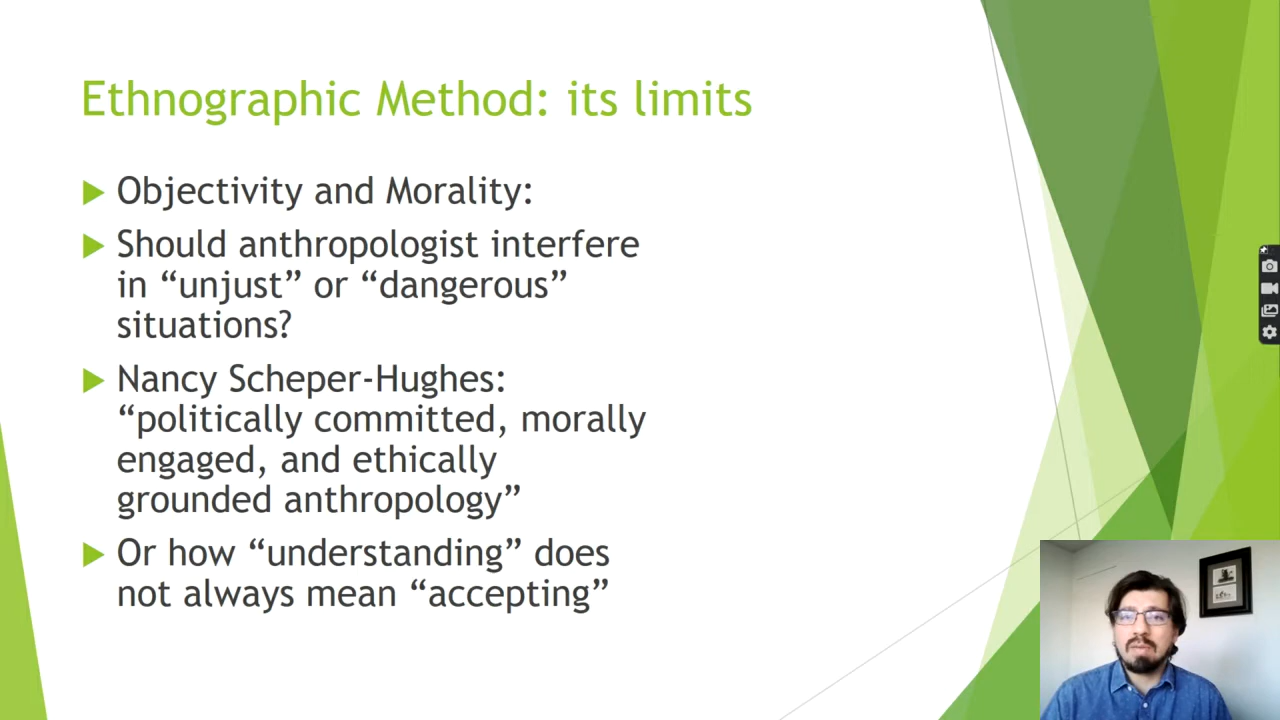 Ethnographic Method: its limits
Objectivity and Morality:
Should anthropologist interfere
in “unjust” or “dangerous”
situations?
Nancy Scheper-Hughes:
“politically committed, morally
engaged, and ethically
grounded anthropology”
Or how “understanding” does
not always mean “accepting”